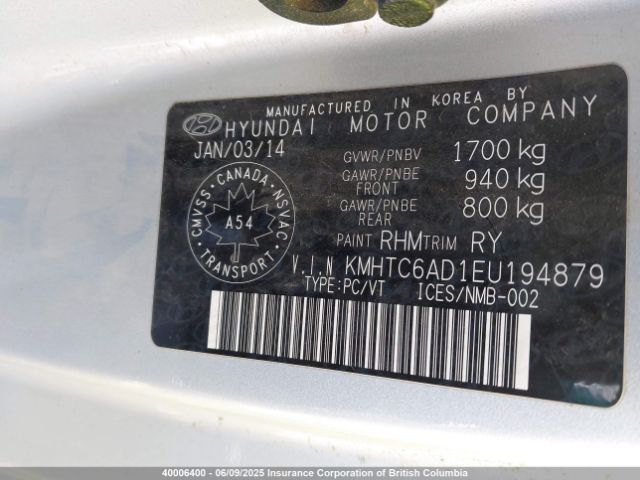 MANUFACTURED IN KOREA BY
HYUNDAI MOTOR COMPANY
JAN/03/14
GVWR/PNBV 1700 kg
GAWR/PNBE FRONT 940 kg
GAWR/PNBE REAR 800 kg
CANADA
CMVSS NSVAC
A54
TRANSPORT
PAINT RHM TRIM RY
V.I.N KMHTC6AD1EU194879
TYPE:PC/VT ICES/NMB-002
40006400 - 06/09/2025 Insurance Corporation of British Columbia